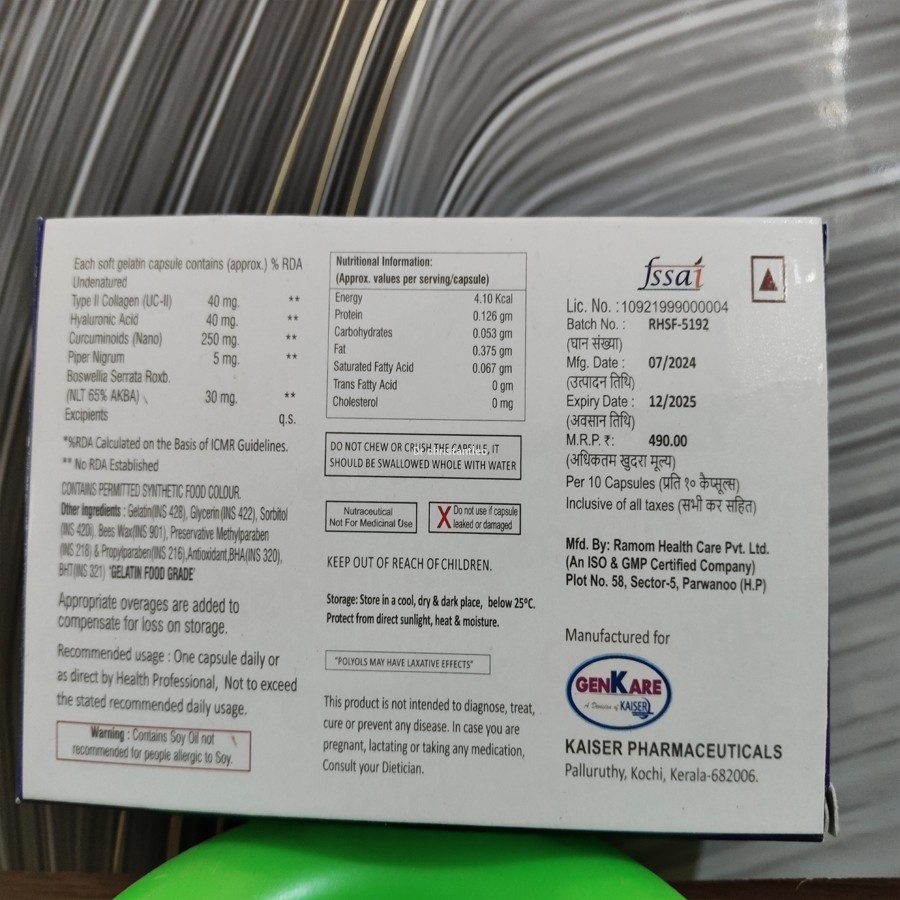 Each soft gelatin capsule contains (approx.) % RDA
Undenatured
Type II Collagen (UC-II) 40 mg. **
Hyaluronic Acid 40 mg. **
Curcuminoids (Nano) 250 mg. **
Piper Nigrum 5 mg. **
Boswellia Serrata Roxb.
(NLT 65% AKBA) 30 mg. **
Excipients q.s.
*%RDA Calculated on the Basis of ICMR Guidelines.
** No RDA Established
CONTAINS PERMITTED SYNTHETIC FOOD COLOUR.
Other Ingredients : Gelatin(INS 428), Glycerin (INS 422), Sorbitol
(INS 420i), Bees Wax(INS 901), Preservative Methylparaben
(INS 218) & Propylparaben(INS 216),Antioxidant,BHA(INS 320),
BHT(INS 321) "GELATIN FOOD GRADE"
Appropriate overages are added to
compensate for loss on storage.
Recommended usage : One capsule daily or
as direct by Health Professional, Not to exceed
the stated recommended daily usage.
Warning : Contains Soy Oil not
recommended for people allergic to Soy.
Nutritional Information:
(Approx. values per serving/capsule)
Energy 4.10 Kcal
Protein 0.126 gm
Carbohydrates 0.053 gm
Fat 0.375 gm
Saturated Fatty Acid 0.067 gm
Trans Fatty Acid 0 gm
Cholesterol 0 mg
DO NOT CHEW OR CRUSH THE CAPSULE, IT
SHOULD BE SWALLOWED WHOLE WITH WATER
Nutraceutical
Not For Medicinal Use
X Do not use if capsule
leaked or damaged
KEEP OUT OF REACH OF CHILDREN.
Storage: Store in a cool, dry & dark place, below 25°C.
Protect from direct sunlight, heat & moisture.
"POLYOLS MAY HAVE LAXATIVE EFFECTS"
This product is not intended to diagnose, treat,
cure or prevent any disease. In case you are
pregnant, lactating or taking any medication,
Consult your Dietician.
fssai
Lic. No. :10921999000004
Batch No. : RHSF-5192
(घान संख्या)
Mfg. Date : 07/2024
(उत्पादन तिथि)
Expiry Date : 12/2025
(अवसान तिथि)
M.R.P. ₹: 490.00
(अधिकतम खुदरा मूल्य)
Per 10 Capsules (प्रति १० कैप्सूल्स)
Inclusive of all taxes (सभी कर सहित)
Mfd. By: Ramom Health Care Pvt. Ltd.
(An ISO & GMP Certified Company)
Plot No. 58, Sector-5, Parwanoo (H.P)
Manufactured for
GENKARE
A Division of KAISER
KAISER PHARMACEUTICALS
Palluruthy, Kochi, Kerala-682006.